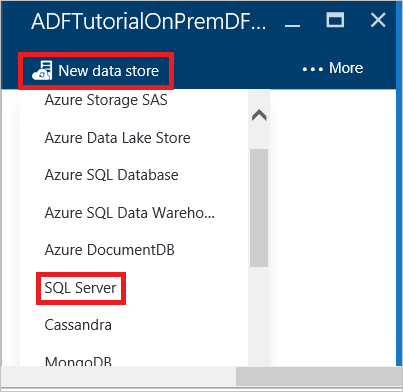 ADFTutorialOnPremDF...
New data store
... More
Azure Storage SAS
Azure Data Lake Store
Azure SQL Database
Azure SQL Data Wareho...
Azure DocumentDB
SQL Server
Cassandra
MongoDB